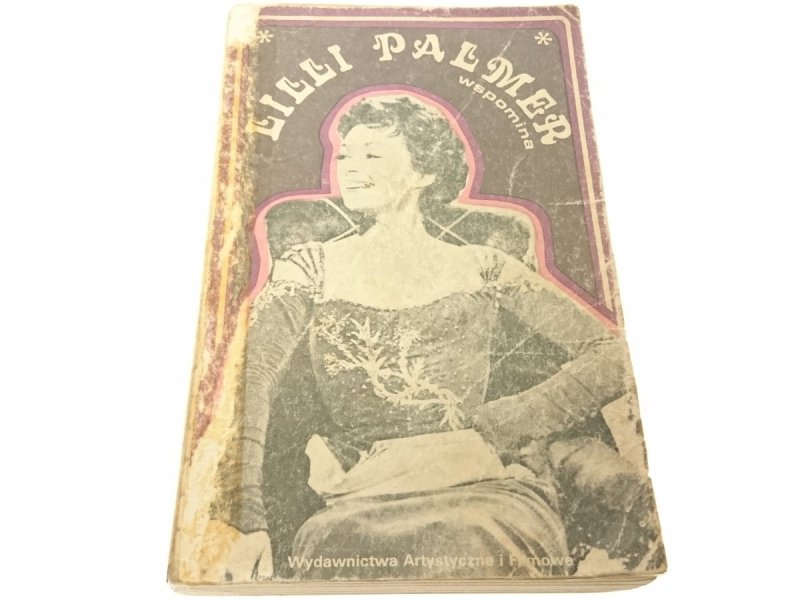 * LILLI PALMER *
wspomina
Wydawnictwa Artystyczne i Filmowe